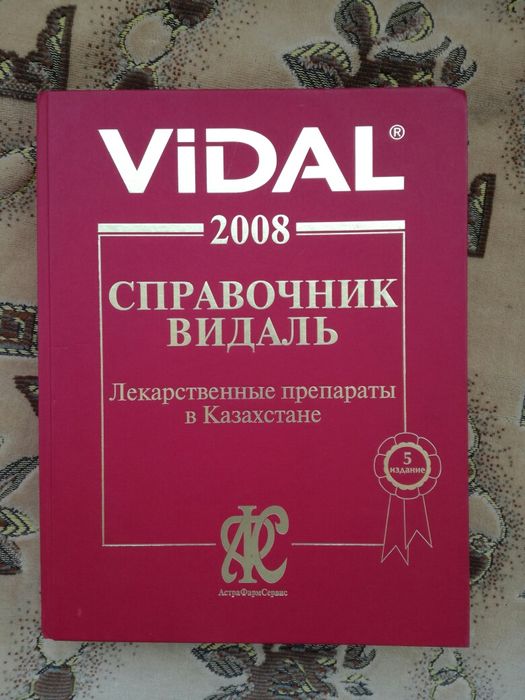 ViDAL®
2008
СПРАВОЧНИК
ВИДАЛЬ
Лекарственные препараты
в Казахстане
5
издание
АстраФармСервис